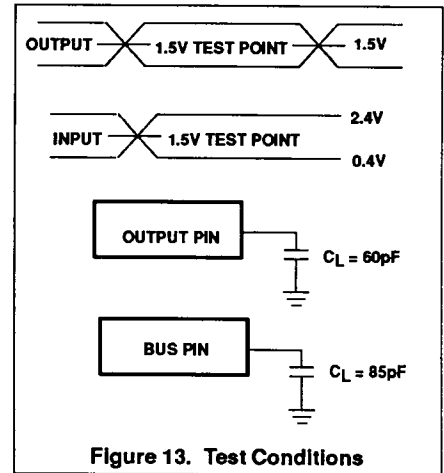 OUTPUT 1.5V TEST POINT 1.5V
2.4V
INPUT 1.5V TEST POINT
0.4V
OUTPUT PIN
CL = 60pF
BUS PIN
CL = 85pF
Figure 13. Test Conditions